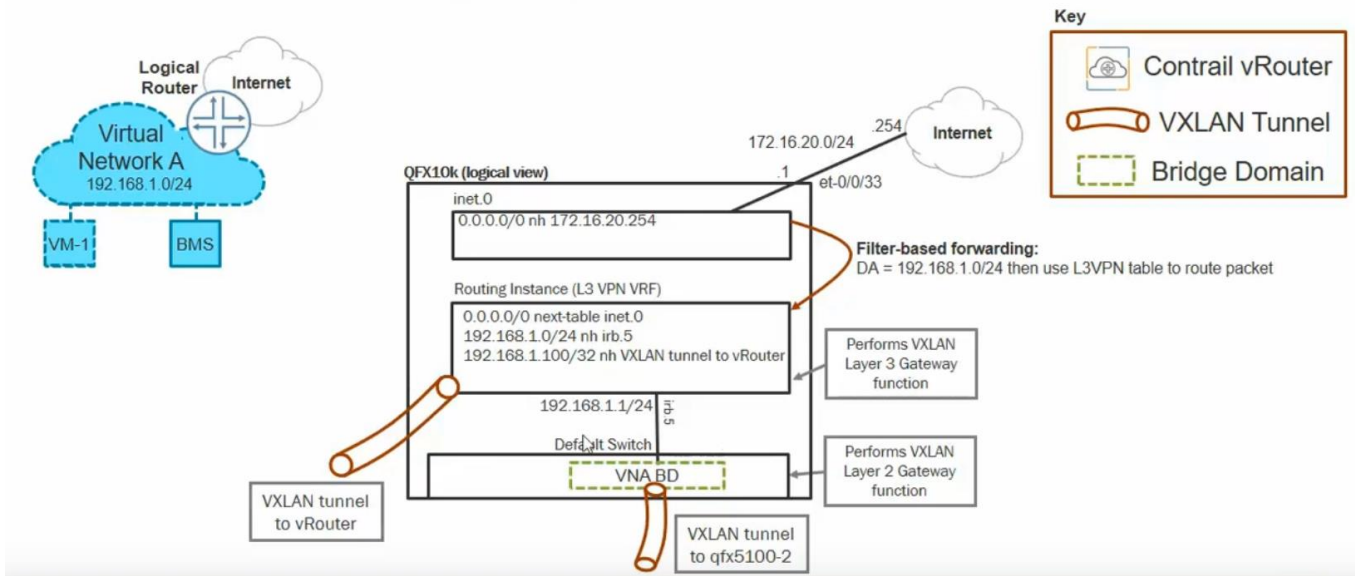 Key
Contrail vRouter
VXLAN Tunnel
Bridge Domain
Logical
Router
Internet
Virtual
Network A
192.168.1.0/24
VM-1
BMS
QFX10k (logical view)
inet.0
0.0.0.0/0 nh 172.16.20.254
172.16.20.0/24
.254
Internet
.1
et-0/0/33
Filter-based forwarding:
DA = 192.168.1.0/24 then use L3VPN table to route packet
Routing Instance (L3 VPN VRF)
0.0.0.0/0 next-table inet.0
192.168.1.0/24 nh irb.5
192.168.1.100/32 nh VXLAN tunnel to vRouter
Performs VXLAN
Layer 3 Gateway
function
192.168.1.1/24
irb.5
Default Switch
VNA BD
Performs VXLAN
Layer 2 Gateway
function
VXLAN tunnel
to vRouter
VXLAN tunnel
to qfx5100-2